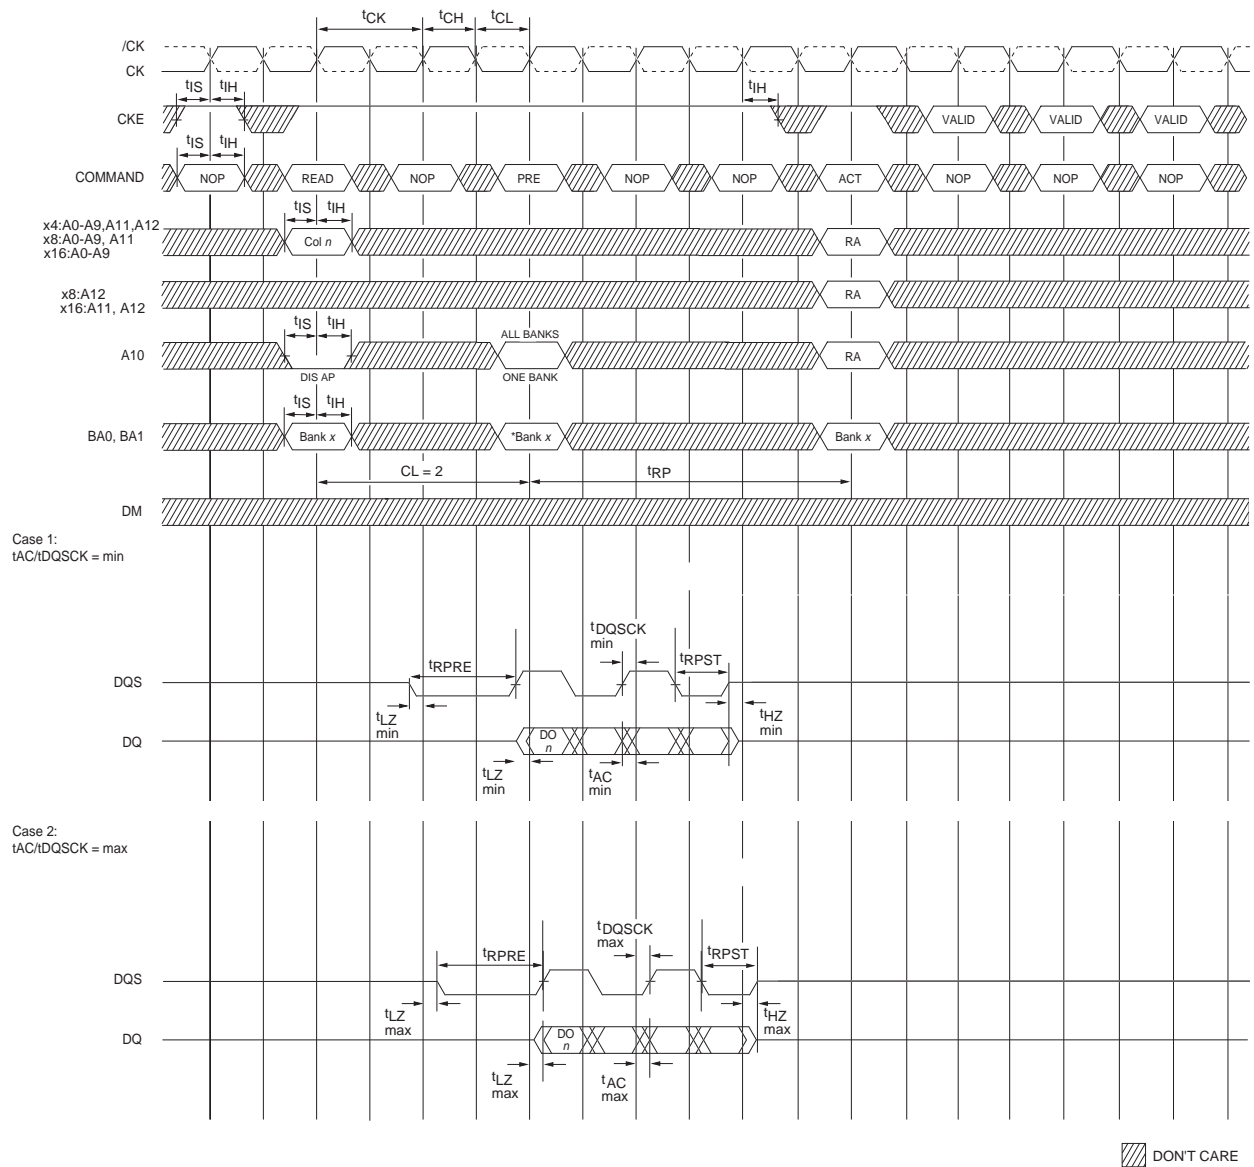 tCK tCH tCL
/CK
CK
tIS tIH tIH
CKE VALID VALID VALID
tIS tIH
COMMAND NOP READ NOP PRE NOP NOP ACT NOP NOP NOP
tIS tIH
x4:A0-A9,A11,A12
x8:A0-A9, A11
x16:A0-A9
Col n RA
x8:A12
x16:A11, A12
RA
tIS tIH ALL BANKS
A10 RA
DIS AP ONE BANK
tIS tIH
BA0, BA1 Bank x *Bank x Bank x
CL = 2 tRP
DM
Case 1:
tAC/tDQSCK = min
tDQSCK
min
tRPRE tRPST
DQS
tLZ
min
tHZ
min
DQ DO
n
tLZ
min
tAC
min
Case 2:
tAC/tDQSCK = max
tDQSCK
max
tRPRE tRPST
DQS
tLZ
max
tHZ
max
DQ DO
n
tLZ
max
tAC
max
DON'T CARE